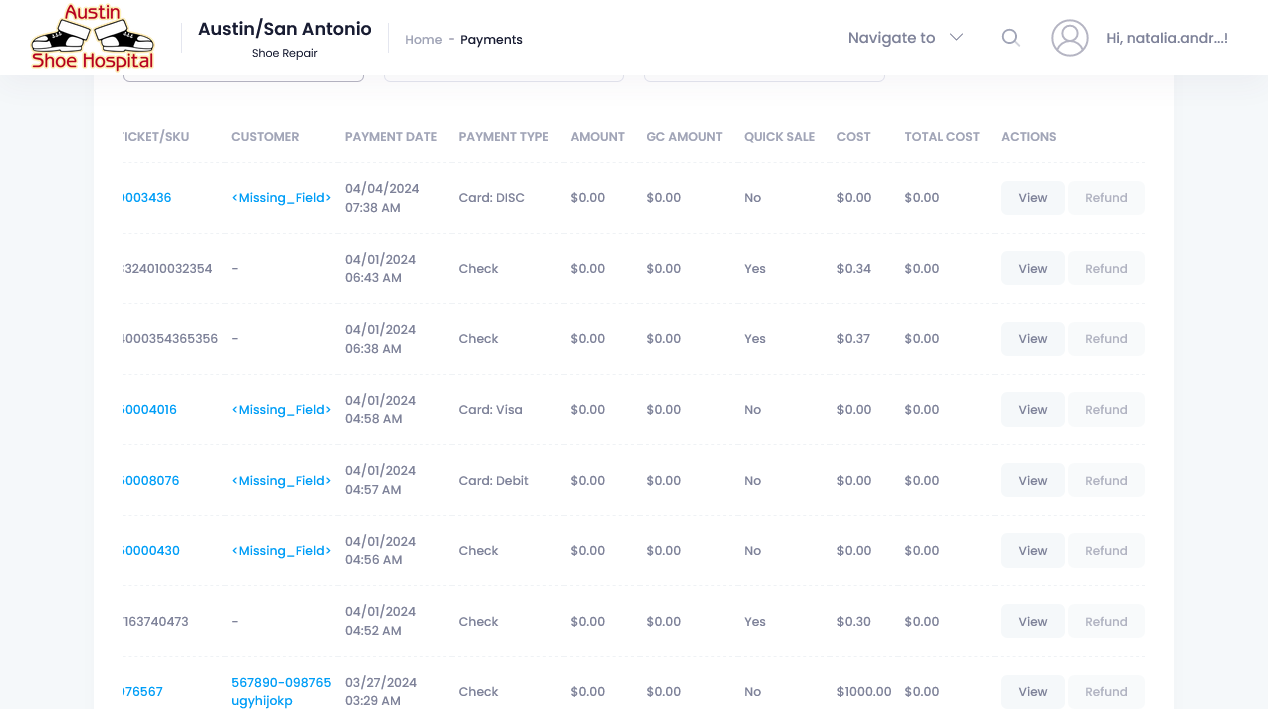 Austin
Shoe Hospital
Austin/San Antonio
Shoe Repair
Home - Payments
Navigate to
Hi, natalia.andr...!
ICKET/SKU CUSTOMER PAYMENT DATE PAYMENT TYPE AMOUNT GC AMOUNT QUICK SALE COST TOTAL COST ACTIONS
0003436 <Missing_Field> 04/04/2024 07:38 AM Card: DISC $0.00 $0.00 No $0.00 $0.00 View Refund
3324010032354 - 04/01/2024 06:43 AM Check $0.00 $0.00 Yes $0.34 $0.00 View Refund
4000354365356 - 04/01/2024 06:38 AM Check $0.00 $0.00 Yes $0.37 $0.00 View Refund
50004016 <Missing_Field> 04/01/2024 04:58 AM Card: Visa $0.00 $0.00 No $0.00 $0.00 View Refund
50008076 <Missing_Field> 04/01/2024 04:57 AM Card: Debit $0.00 $0.00 No $0.00 $0.00 View Refund
50000430 <Missing_Field> 04/01/2024 04:56 AM Check $0.00 $0.00 No $0.00 $0.00 View Refund
163740473 - 04/01/2024 04:52 AM Check $0.00 $0.00 Yes $0.30 $0.00 View Refund
976567 567890-098765 ugyhijokp 03/27/2024 03:29 AM Check $0.00 $0.00 No $1000.00 $0.00 View Refund